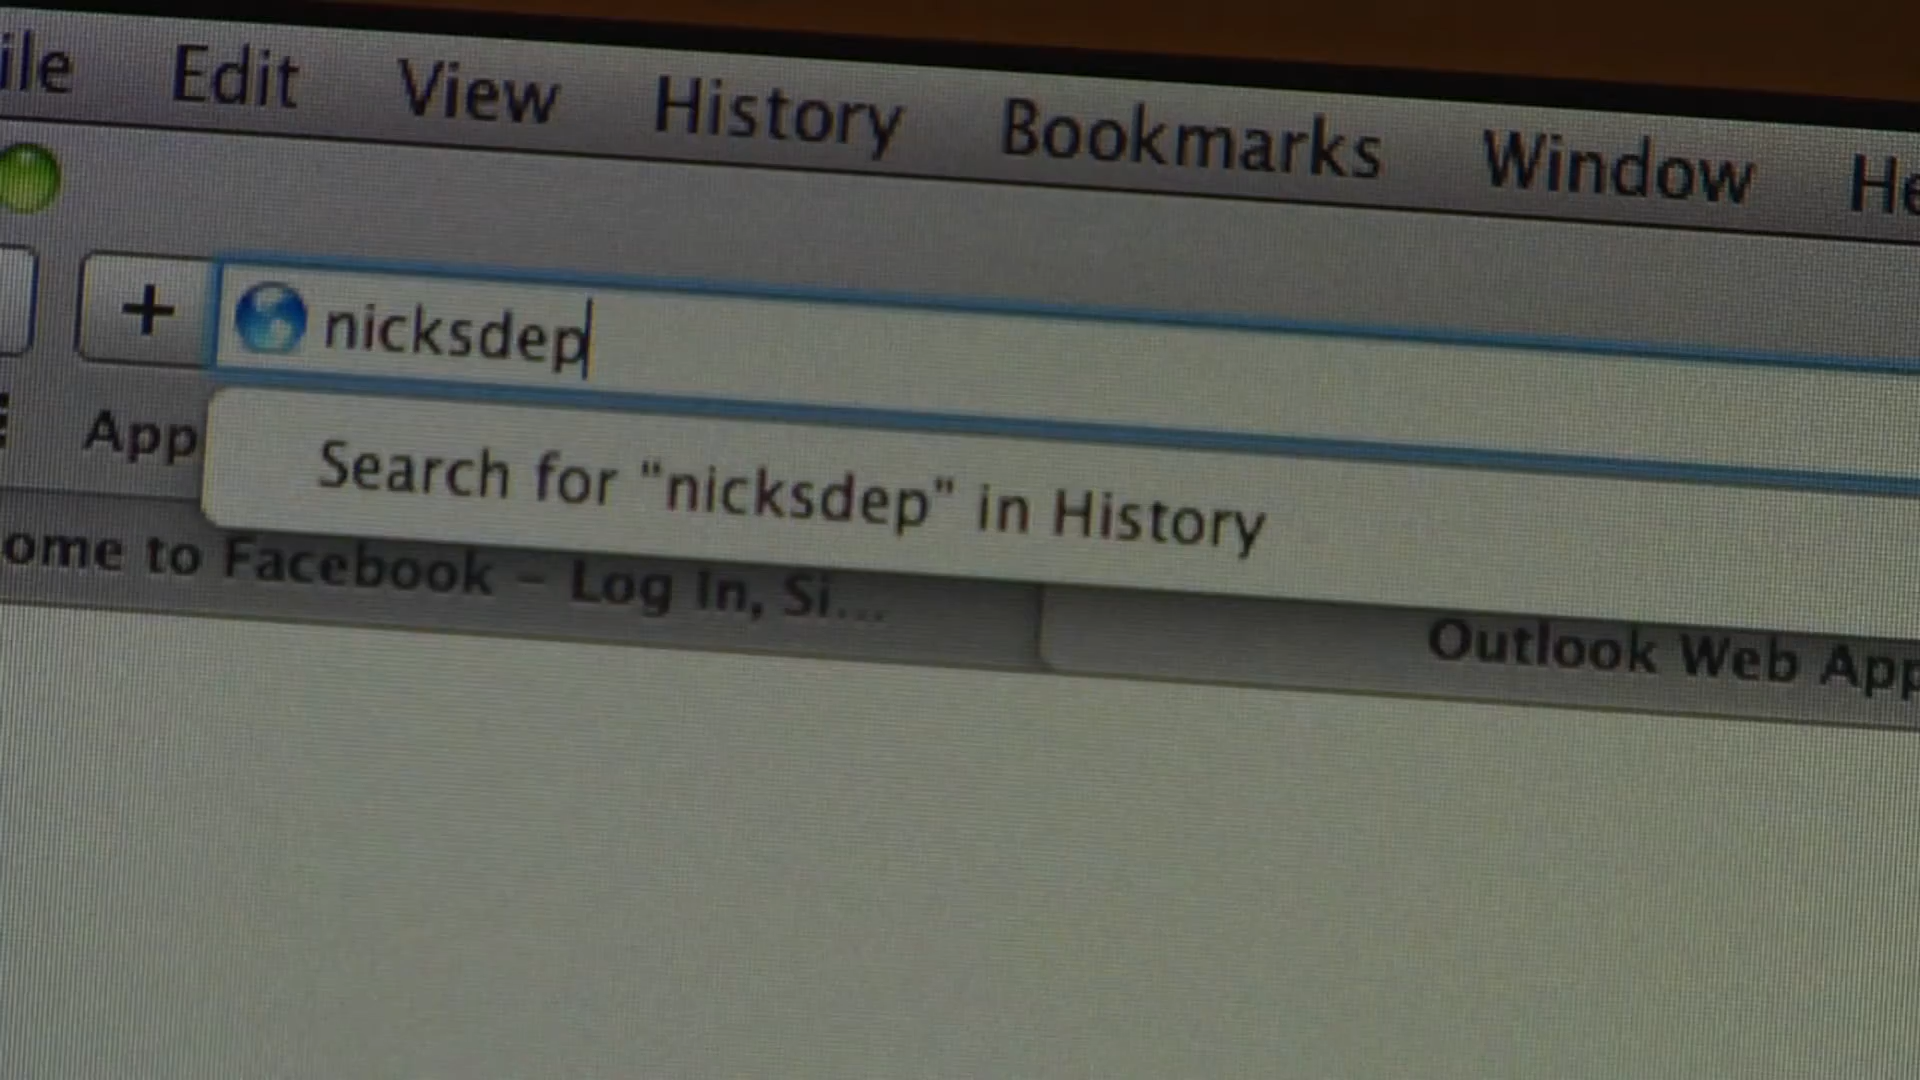 ile Edit View History Bookmarks Window He
+ nicksdep
App
Search for "nicksdep" in History
ome to Facebook – Log In, Si...
Outlook Web App